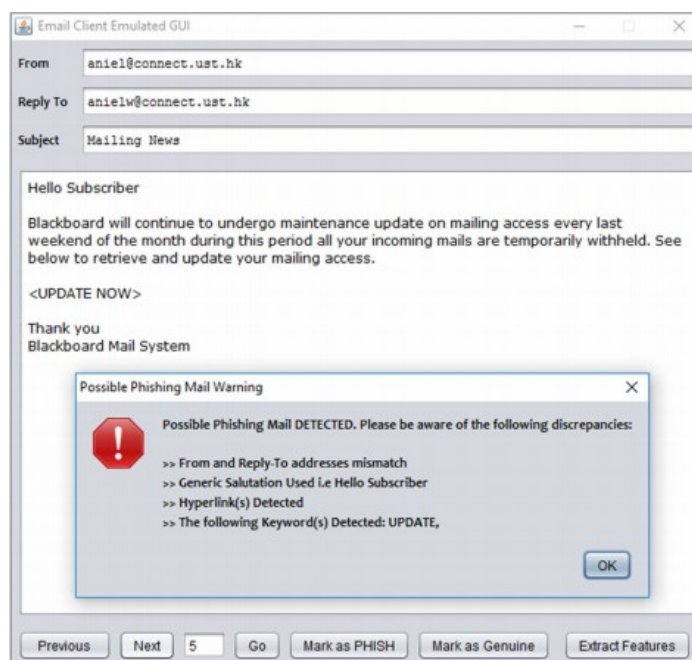 Email Client Emulated GUI
From aniel@connect.ust.hk
Reply To anielw@connect.ust.hk
Subject Mailing News
Hello Subscriber
Blackboard will continue to undergo maintenance update on mailing access every last
weekend of the month during this period all your incoming mails are temporarily withheld. See
below to retrieve and update your mailing access.
<UPDATE NOW>
Thank you
Blackboard Mail System
Possible Phishing Mail Warning
Possible Phishing Mail DETECTED. Please be aware of the following discrepancies:
>> From and Reply-To addresses mismatch
>> Generic Salutation Used i.e Hello Subscriber
>> Hyperlink(s) Detected
>> The following Keyword(s) Detected: UPDATE,
OK
Previous Next 5 Go Mark as PHISH Mark as Genuine Extract Features